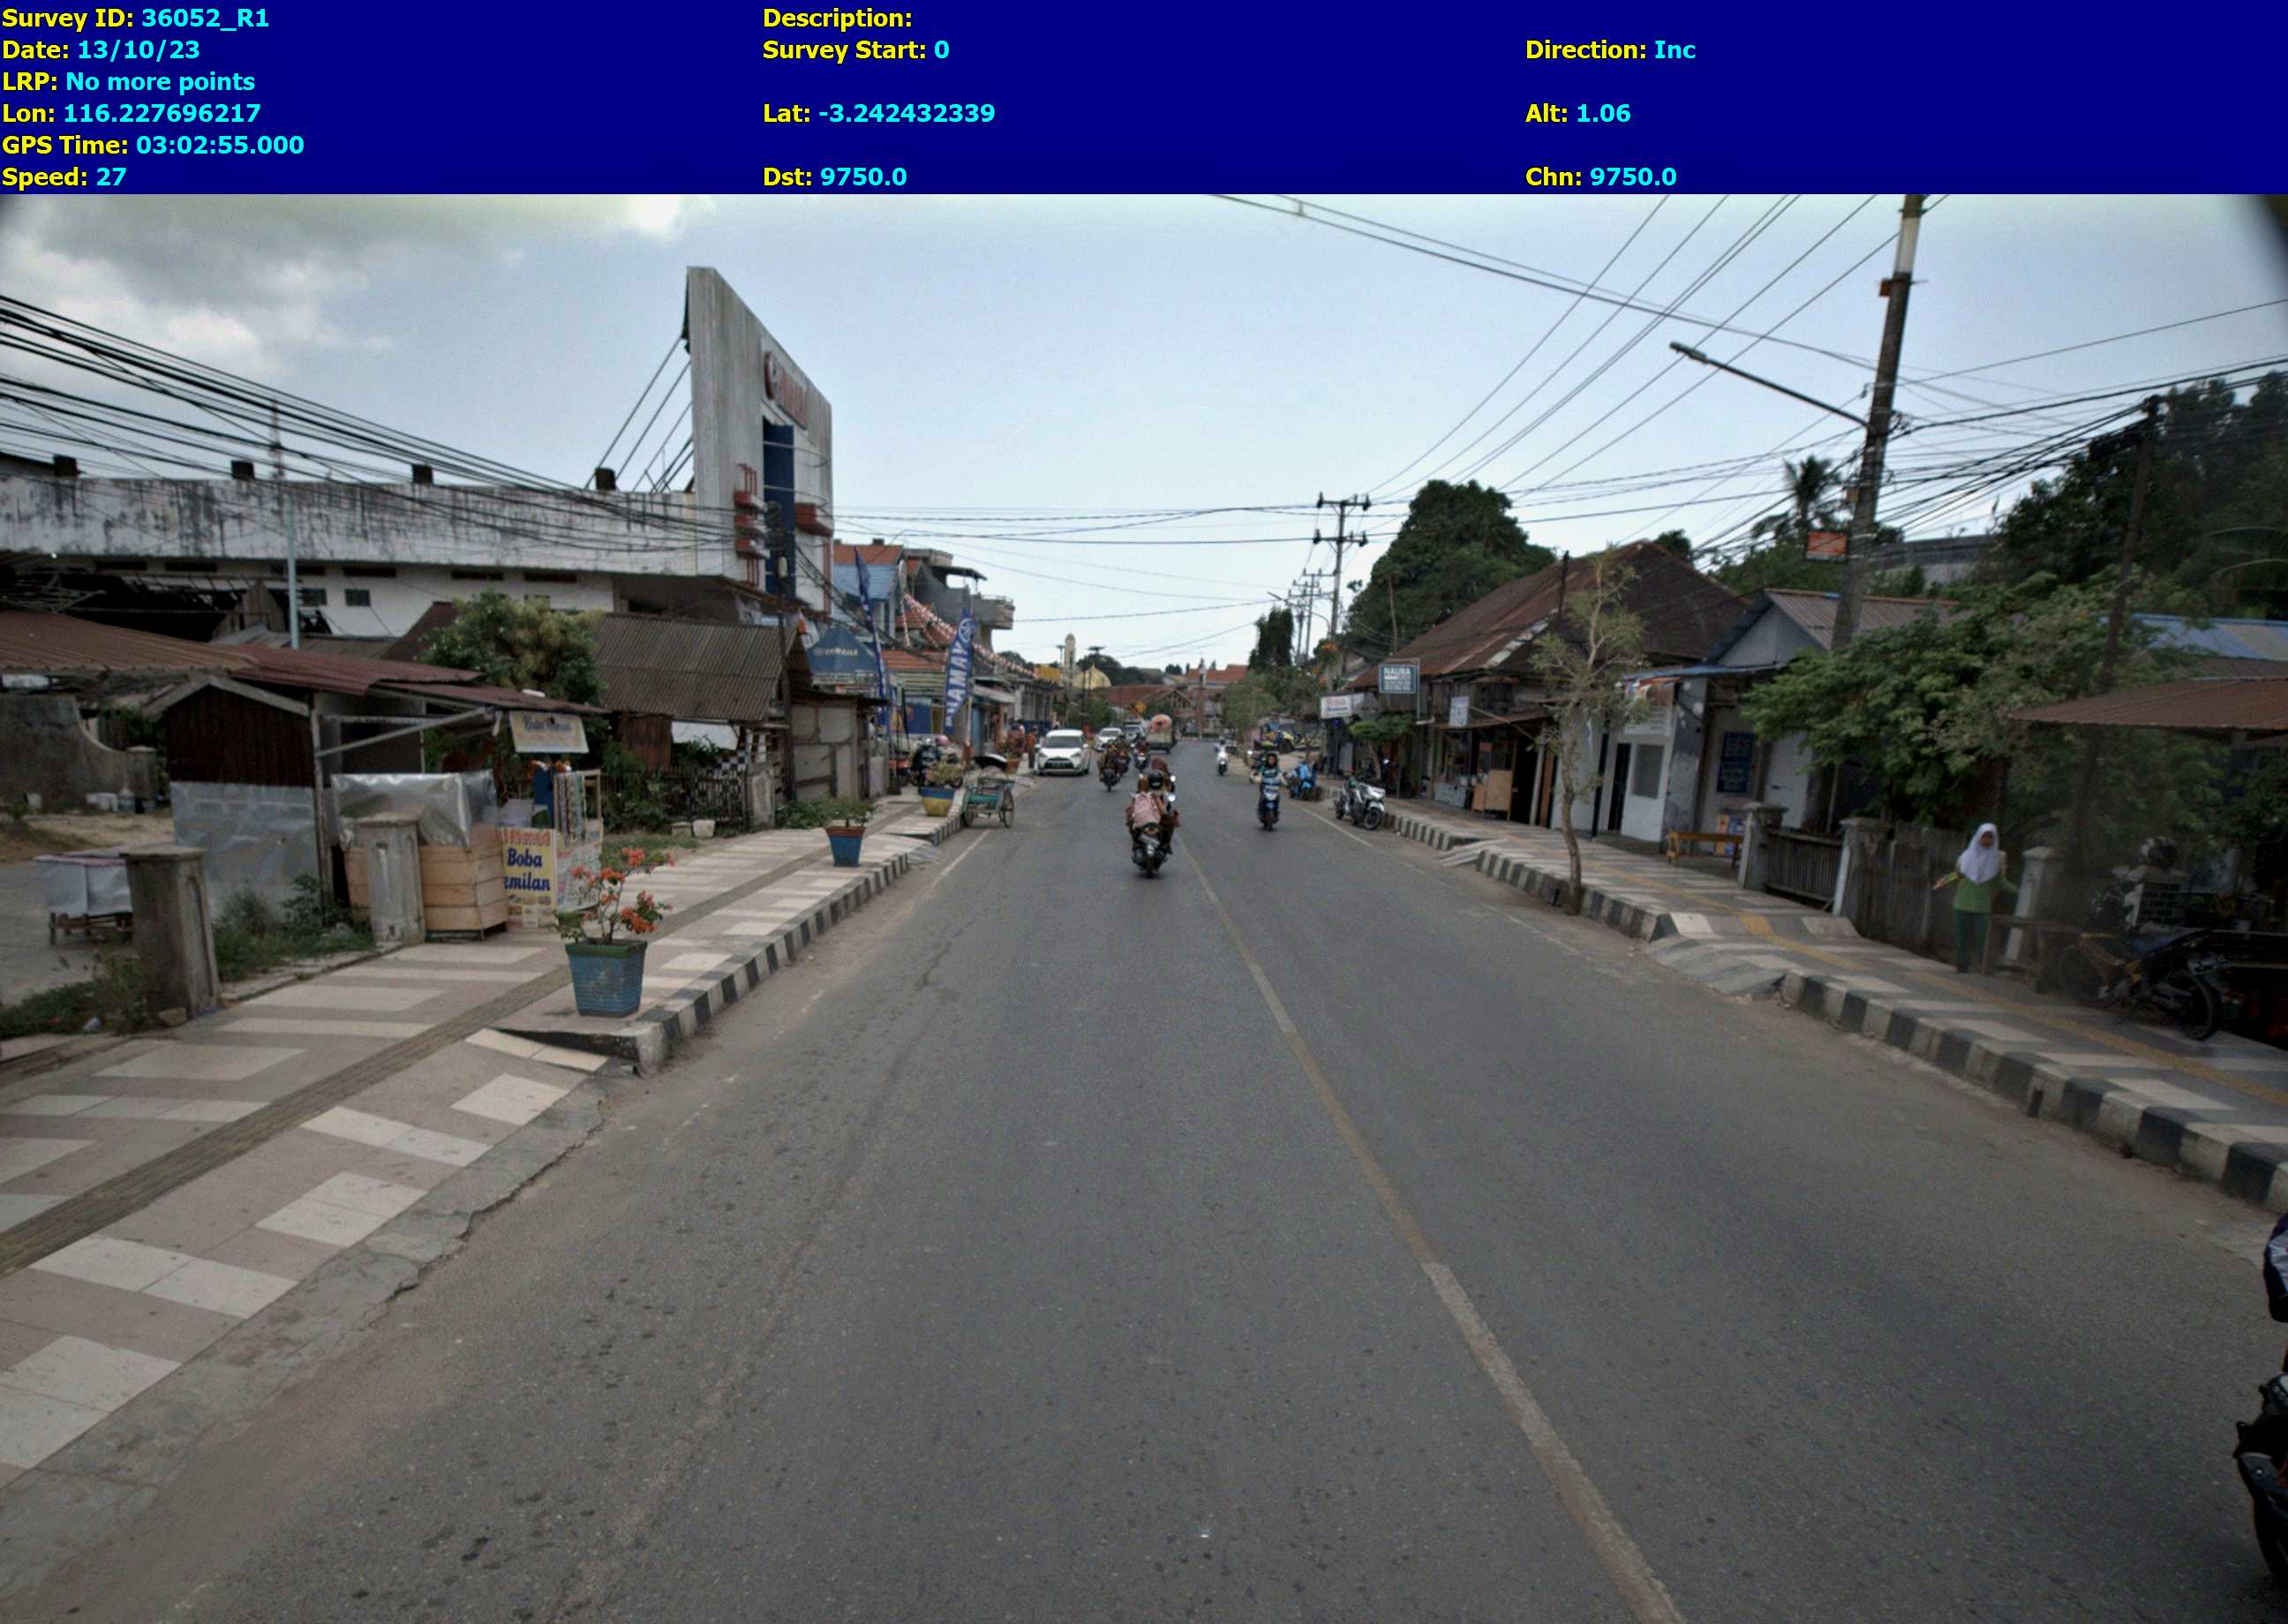 Survey ID: 36052_R1
Description:
Date: 13/10/23
Survey Start: 0
Direction: Inc
LRP: No more points
Lon: 116.227696217
Lat: -3.242432339
Alt: 1.06
GPS Time: 03:02:55.000
Speed: 27
Dst: 9750.0
Chn: 9750.0
YAMAHA
YAMAHA
NAURA
Boba